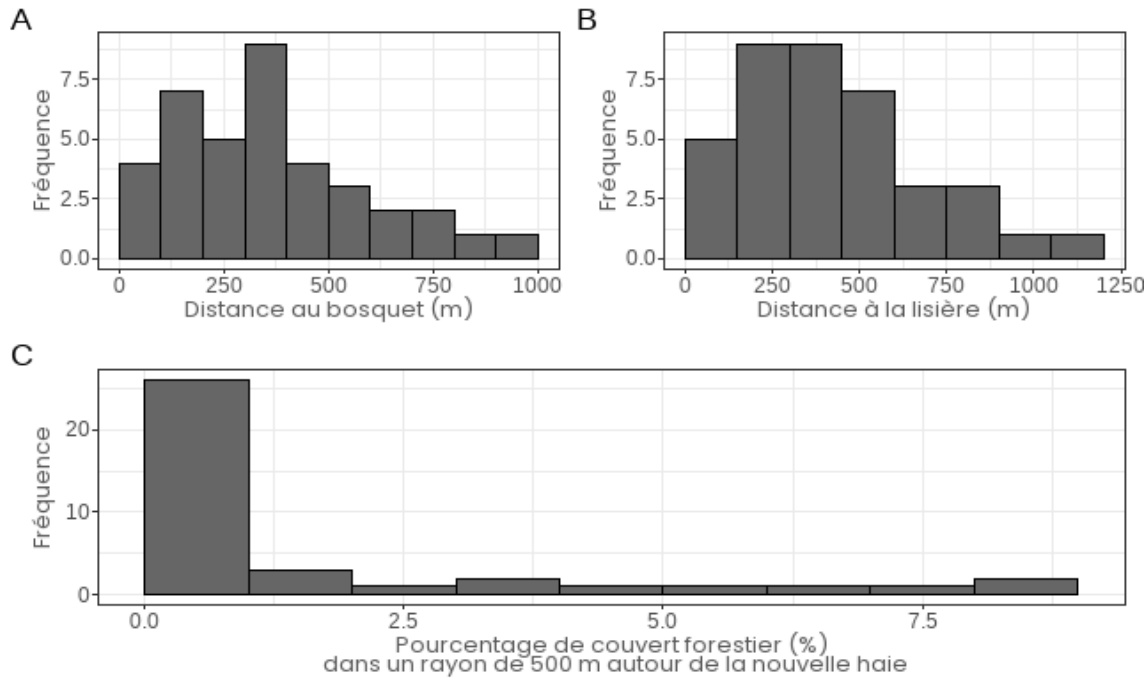 A
Fréquence
7.5
5.0
2.5
0.0
0 250 500 750 1000
Distance au bosquet (m)
B
Fréquence
7.5
5.0
2.5
0.0
0 250 500 750 1000 1250
Distance à la lisière (m)
C
Fréquence
20
10
0
0.0 2.5 5.0 7.5
Pourcentage de couvert forestier (%)
dans un rayon de 500 m autour de la nouvelle haie